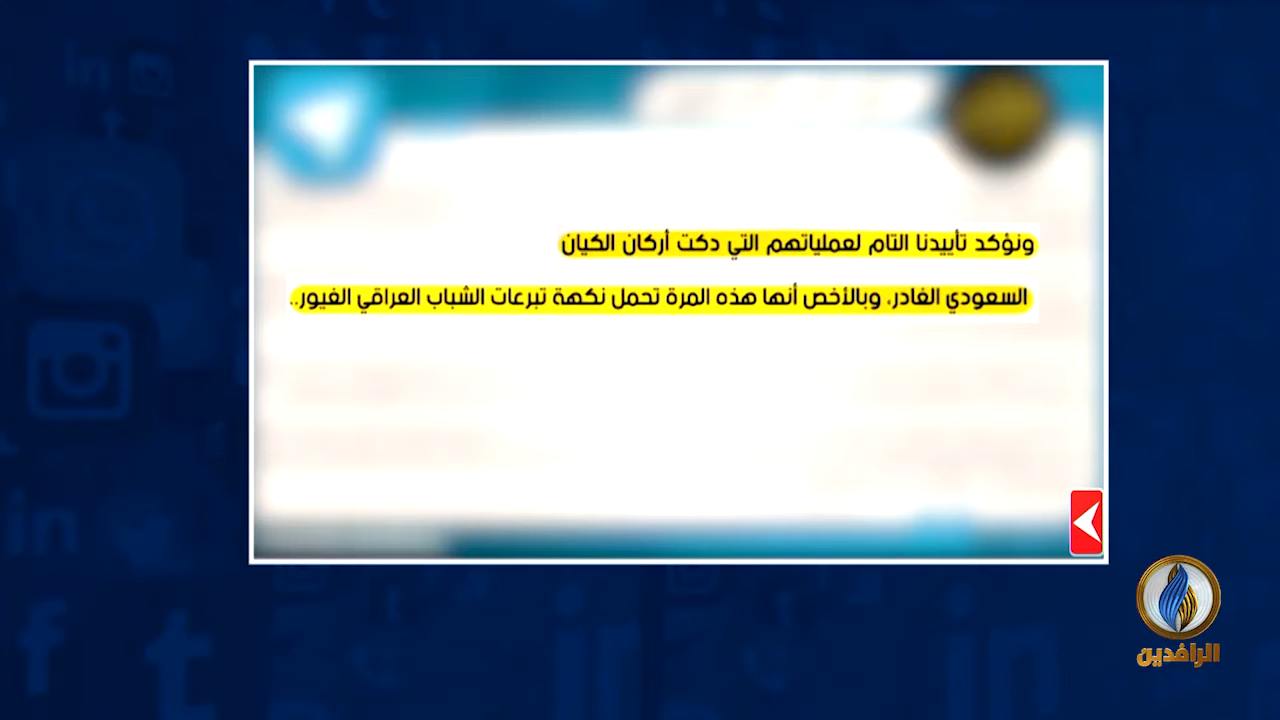 ونؤكد تأييدنا التام لعملياتهم التي دكت أركان الكيان
السعودي الغادر، وبالأخص أنها هذه المرة تحمل نكهة تبرعات الشباب العراقي الغيور..
الرافدين